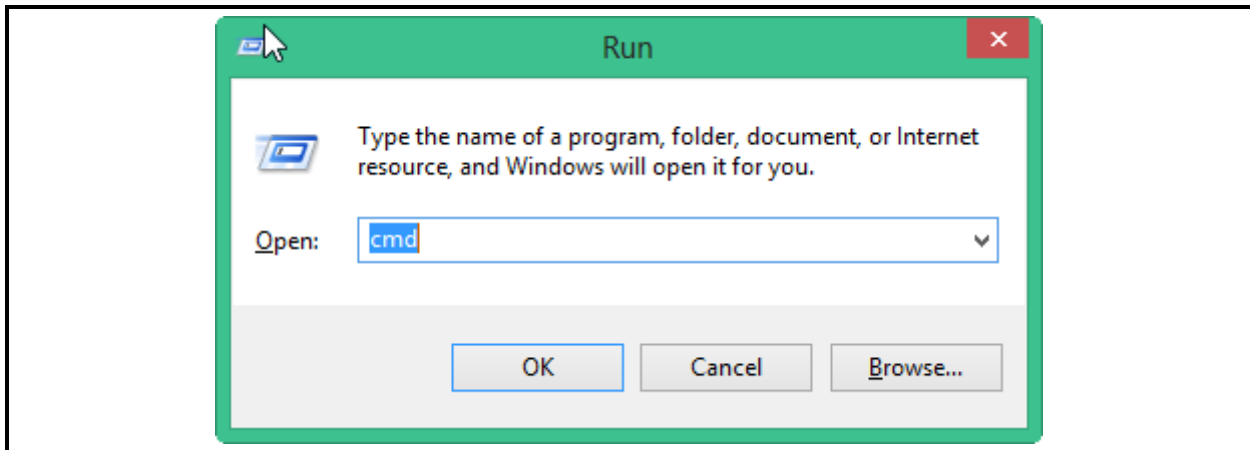 Run
Type the name of a program, folder, document, or Internet
resource, and Windows will open it for you.
Open: cmd
OK Cancel Browse...